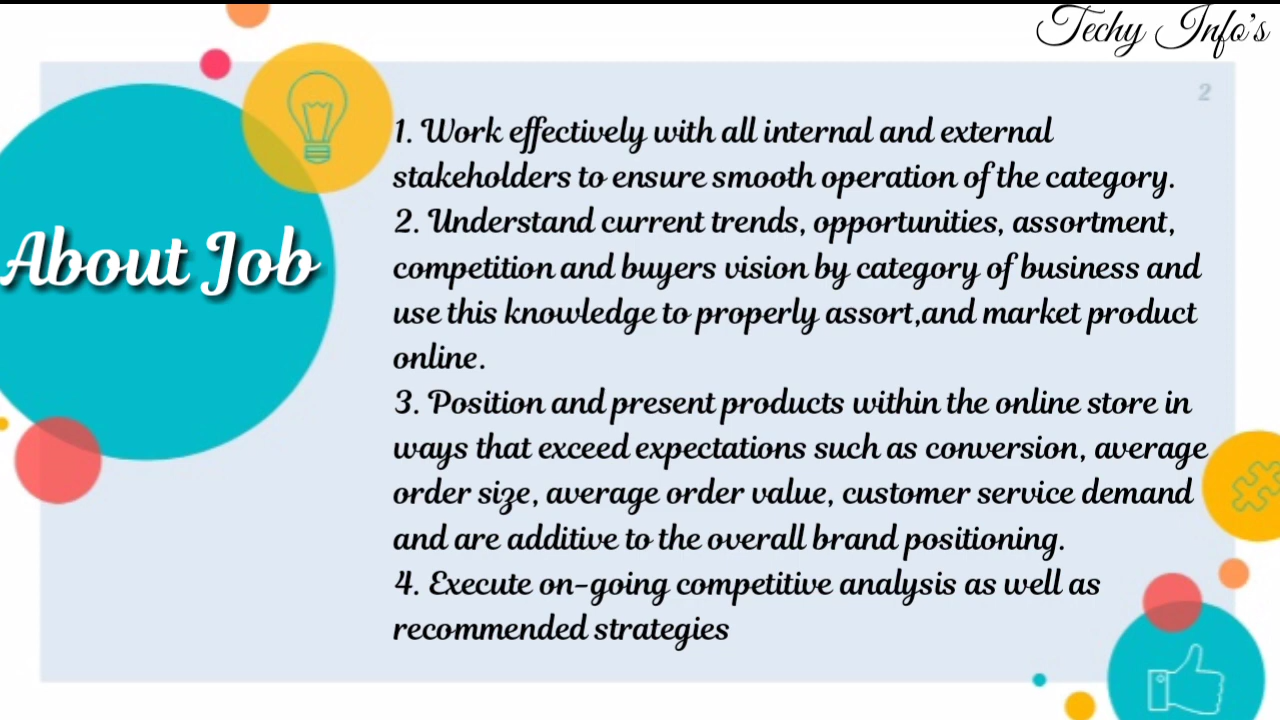 Techy Info's
2
About Job
1. Work effectively with all internal and external
stakeholders to ensure smooth operation of the category.
2. Understand current trends, opportunities, assortment,
competition and buyers vision by category of business and
use this knowledge to properly assort,and market product
online.
3. Position and present products within the online store in
ways that exceed expectations such as conversion, average
order size, average order value, customer service demand
and are additive to the overall brand positioning.
4. Execute on-going competitive analysis as well as
recommended strategies